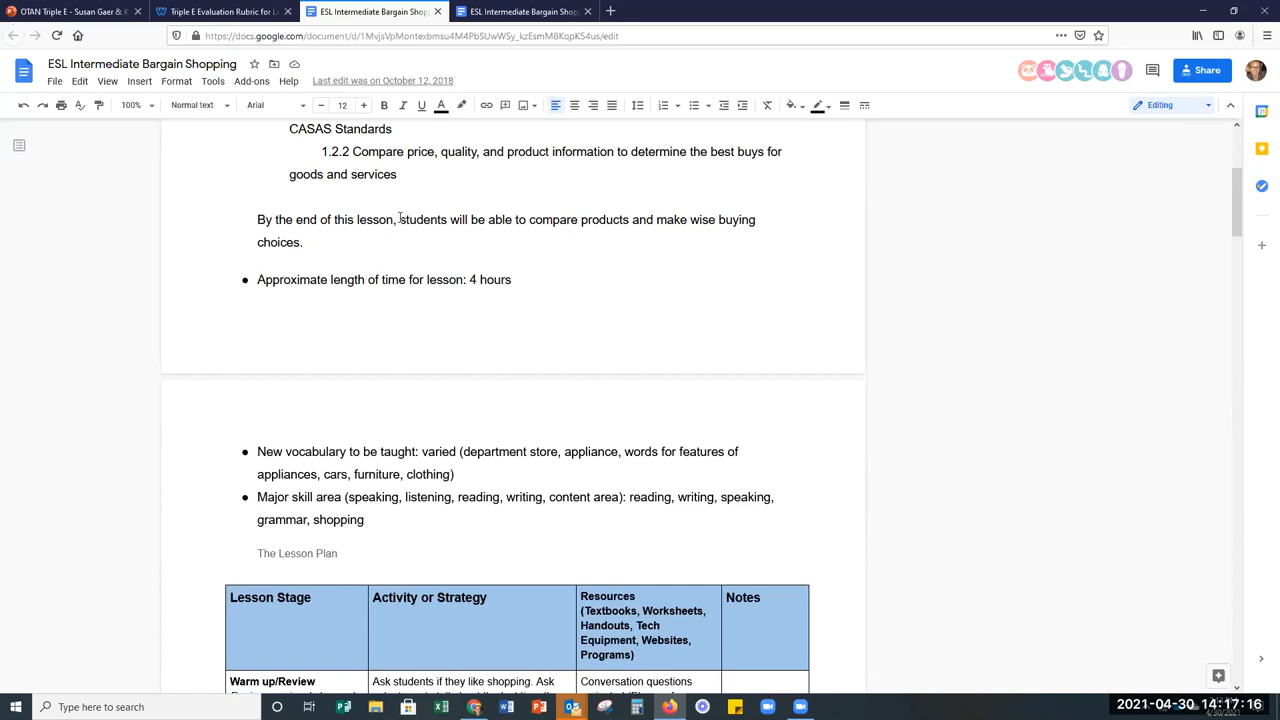 OTAN Triple E - Susan Gaer & K
Triple E Evaluation Rubric for L
ESL Intermediate Bargain Shop
ESL Intermediate Bargain Shop
https://docs.google.com/document/d/1MvjsVpMontexbmsu4M4PbSUwWSy_kzEsmM8KqpK54us/edit
ESL Intermediate Bargain Shopping
File Edit View Insert Format Tools Add-ons Help Last edit was on October 12, 2018
Share
100% Normal text Arial 12 Editing
CASAS Standards
1.2.2 Compare price, quality, and product information to determine the best buys for
goods and services
By the end of this lesson, students will be able to compare products and make wise buying
choices.
● Approximate length of time for lesson: 4 hours
● New vocabulary to be taught: varied (department store, appliance, words for features of
appliances, cars, furniture, clothing)
● Major skill area (speaking, listening, reading, writing, content area): reading, writing, speaking,
grammar, shopping
The Lesson Plan
Lesson Stage
Activity or Strategy
Resources
(Textbooks, Worksheets,
Handouts, Tech
Equipment, Websites,
Programs)
Notes
Warm up/Review
Ask students if they like shopping. Ask
Conversation questions
Type here to search
2021-04-30 14:17:16